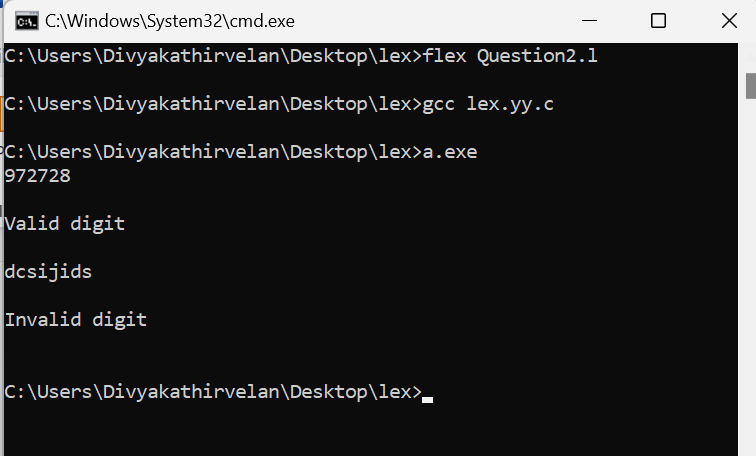 C:\Windows\System32\cmd.exe
C:\Users\Divyakathirvelan\Desktop\lex>flex Question2.l
C:\Users\Divyakathirvelan\Desktop\lex>gcc lex.yy.c
C:\Users\Divyakathirvelan\Desktop\lex>a.exe
972728
Valid digit
dcsijids
Invalid digit
C:\Users\Divyakathirvelan\Desktop\lex>